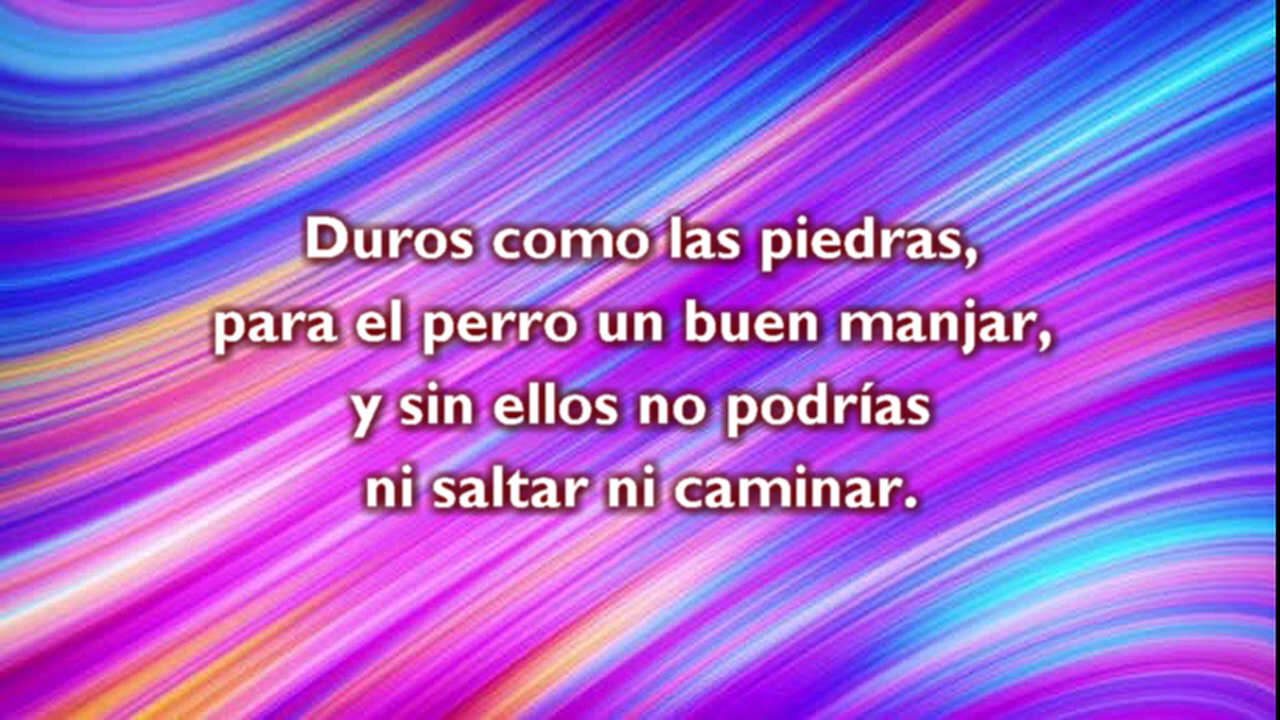 Duros como las piedras,
para el perro un buen manjar,
y sin ellos no podrías
ni saltar ni caminar.